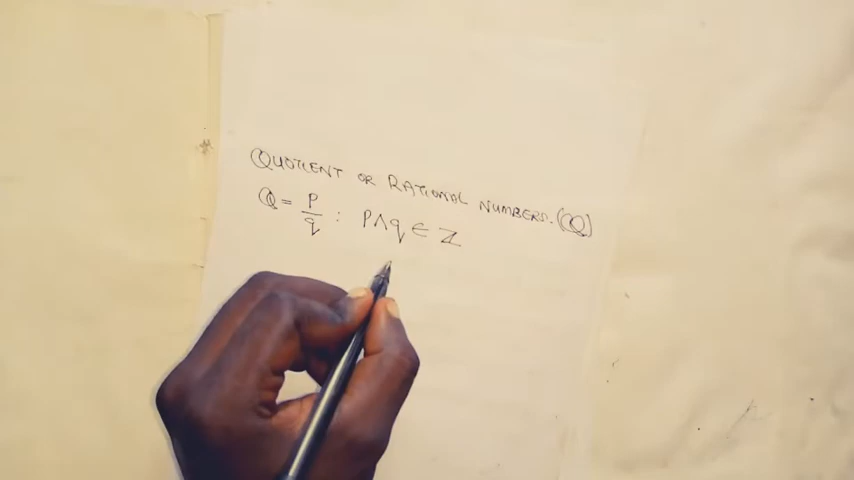 QUOTIENT OR RATIONAL NUMBERS. (ℚ)
ℚ = P/q : P∧q ∈ ℤ